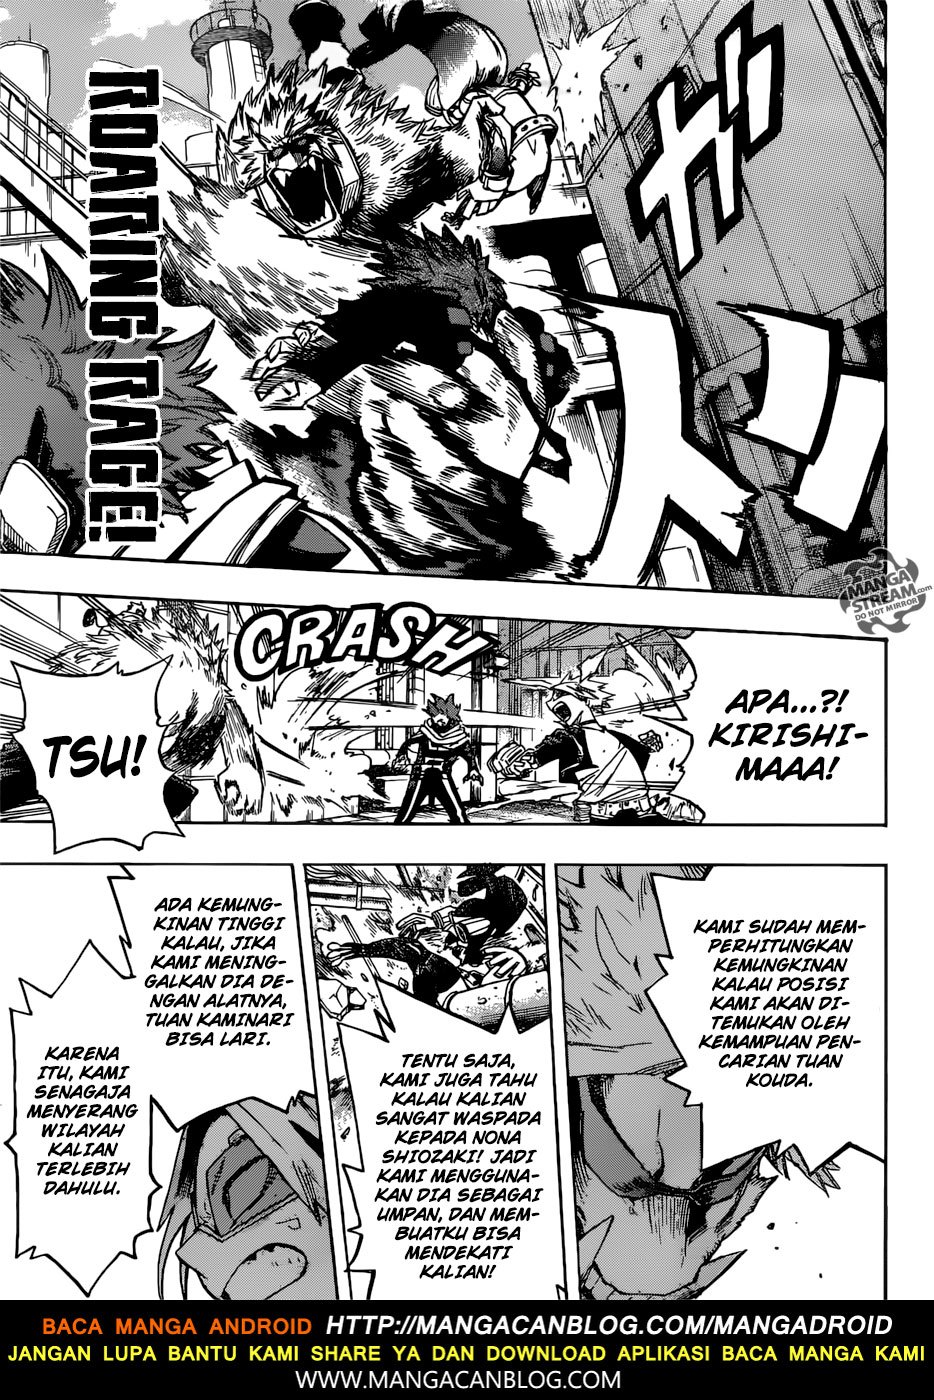 ROARING RAGE!
ガオン
APA...?!
KIRISHI-
MAAA!
CRASH
TSU!
KAMI SUDAH MEM-
PERHITUNGKAN
KEMUNGKINAN
KALAU POSISI
KAMI AKAN DI-
TEMUKAN OLEH
KEMAMPUAN PEN-
CARIAN TUAN
KOUDA.
TENTU SAJA,
KAMI JUGA TAHU
KALAU KALIAN
SANGAT WASPADA
KEPADA NONA
SHIOZAKI! JADI
KAMI MENGGUNA-
KAN DIA SEBAGAI
UMPAN, DAN MEM-
BUATKU BISA
MENDEKATI
KALIAN!
ADA KEMUNG-
KINAN TINGGI
KALAU, JIKA
KAMI MENING-
GALKAN DIA DE-
NGAN ALATNYA,
TUAN KAMINARI
BISA LARI.
KARENA
ITU, KAMI
SENAGAJA
MENYERANG
WILAYAH
KALIAN
TERLEBIH
DAHULU.
MANGA
STREAM.com
DO NOT MIRROR
BACA MANGA ANDROID HTTP://MANGACANBLOG.COM/MANGADROID
JANGAN LUPA BANTU KAMI SHARE YA DAN DOWNLOAD APLIKASI BACA MANGA KAMI
WWW.MANGACANBLOG.COM